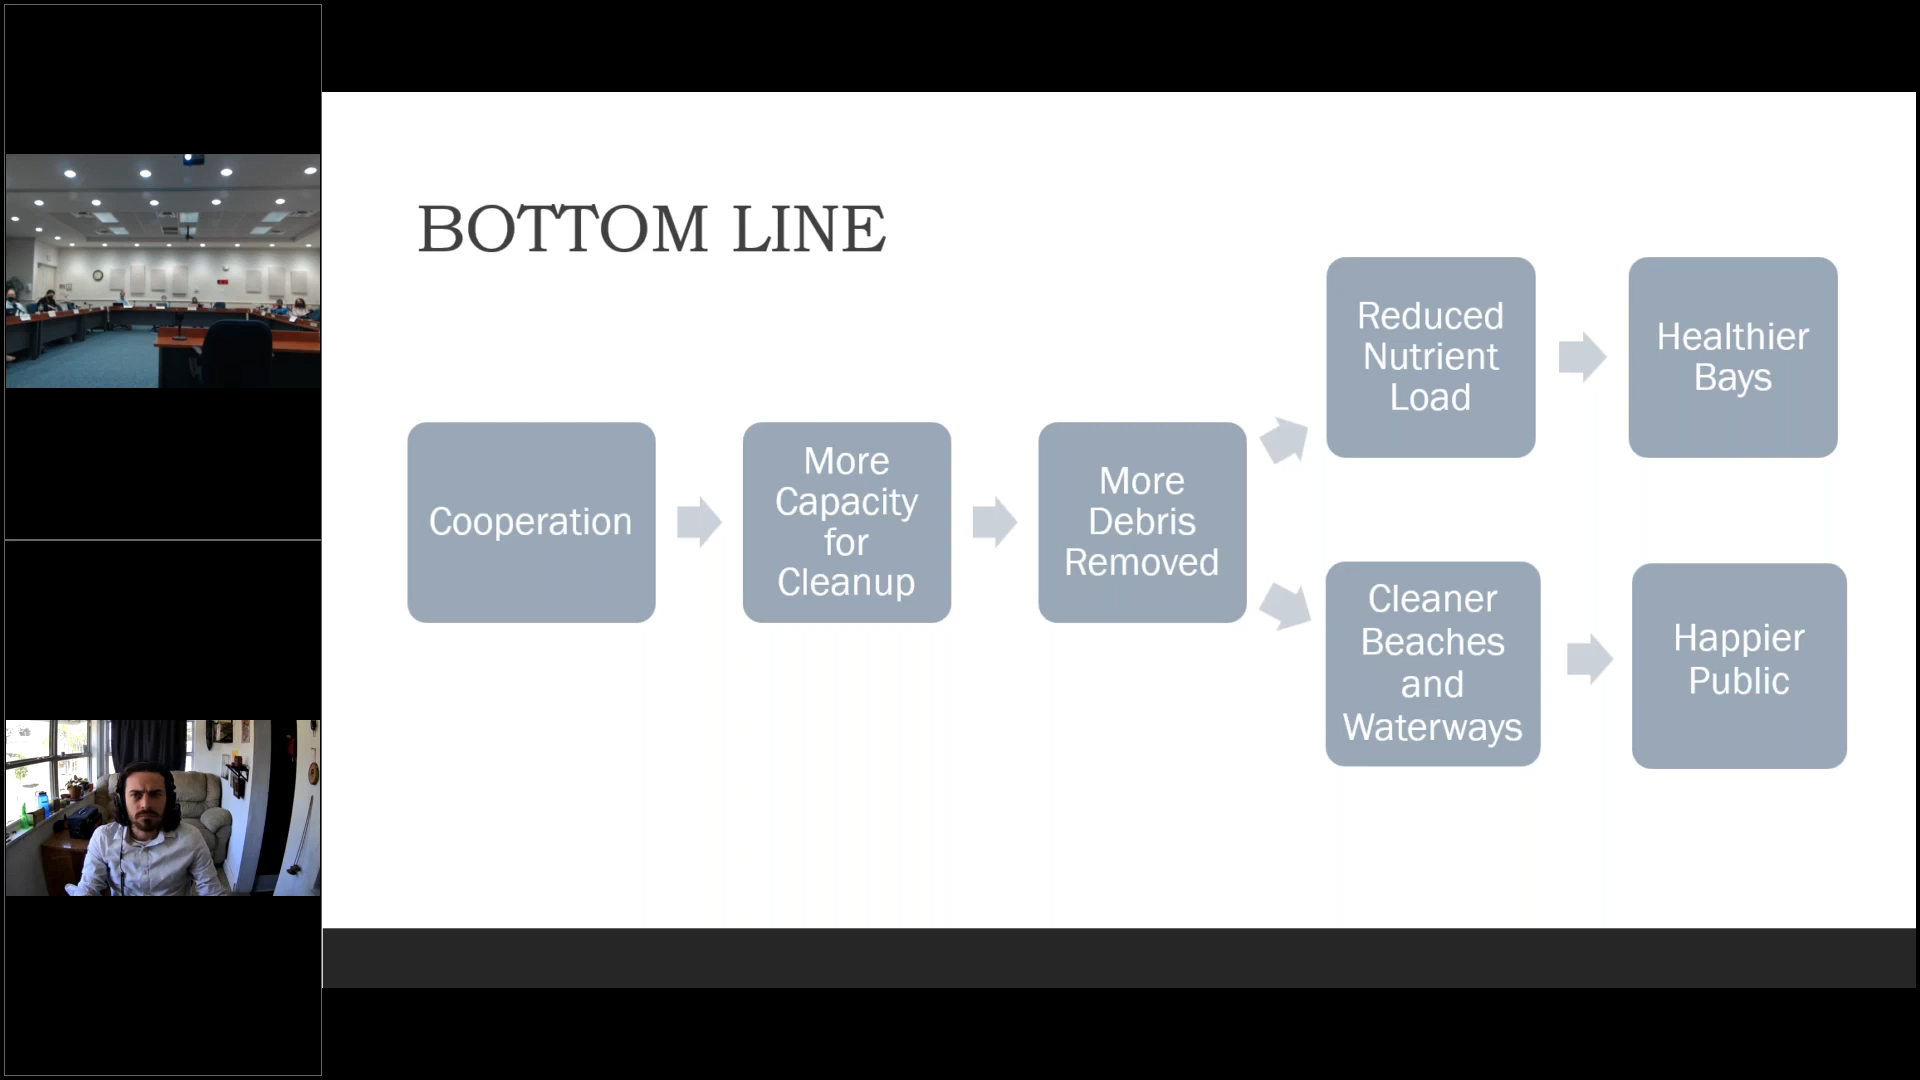 BOTTOM LINE
Cooperation
More
Capacity
for
Cleanup
More
Debris
Removed
Reduced
Nutrient
Load
Healthier
Bays
Cleaner
Beaches
and
Waterways
Happier
Public